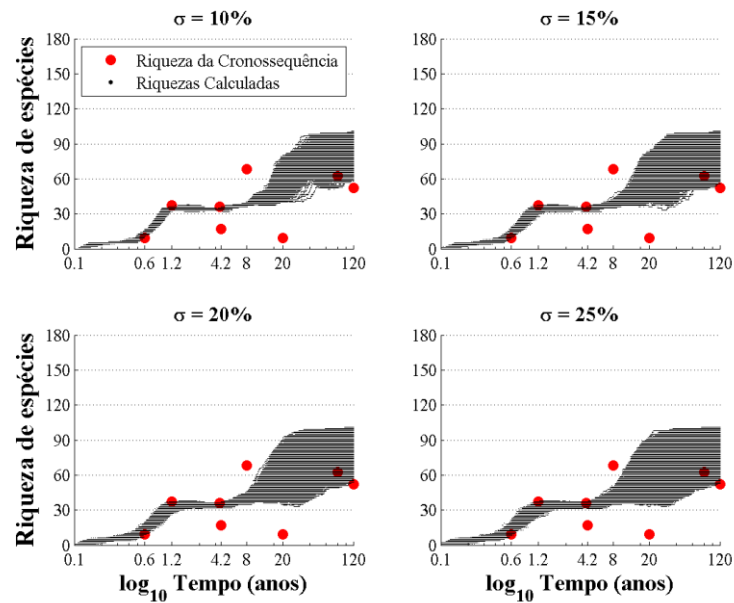 σ = 10%
σ = 15%
Riqueza de espécies
180
150
120
90
60
30
0
Riqueza da Cronossequência
Riquezas Calculadas
0.1 0.6 1.2 4.2 8 20 120
180
150
120
90
60
30
0
0.1 0.6 1.2 4.2 8 20 120
σ = 20%
σ = 25%
Riqueza de espécies
180
150
120
90
60
30
0
0.1 0.6 1.2 4.2 8 20 120
log10 Tempo (anos)
180
150
120
90
60
30
0
0.1 0.6 1.2 4.2 8 20 120
log10 Tempo (anos)